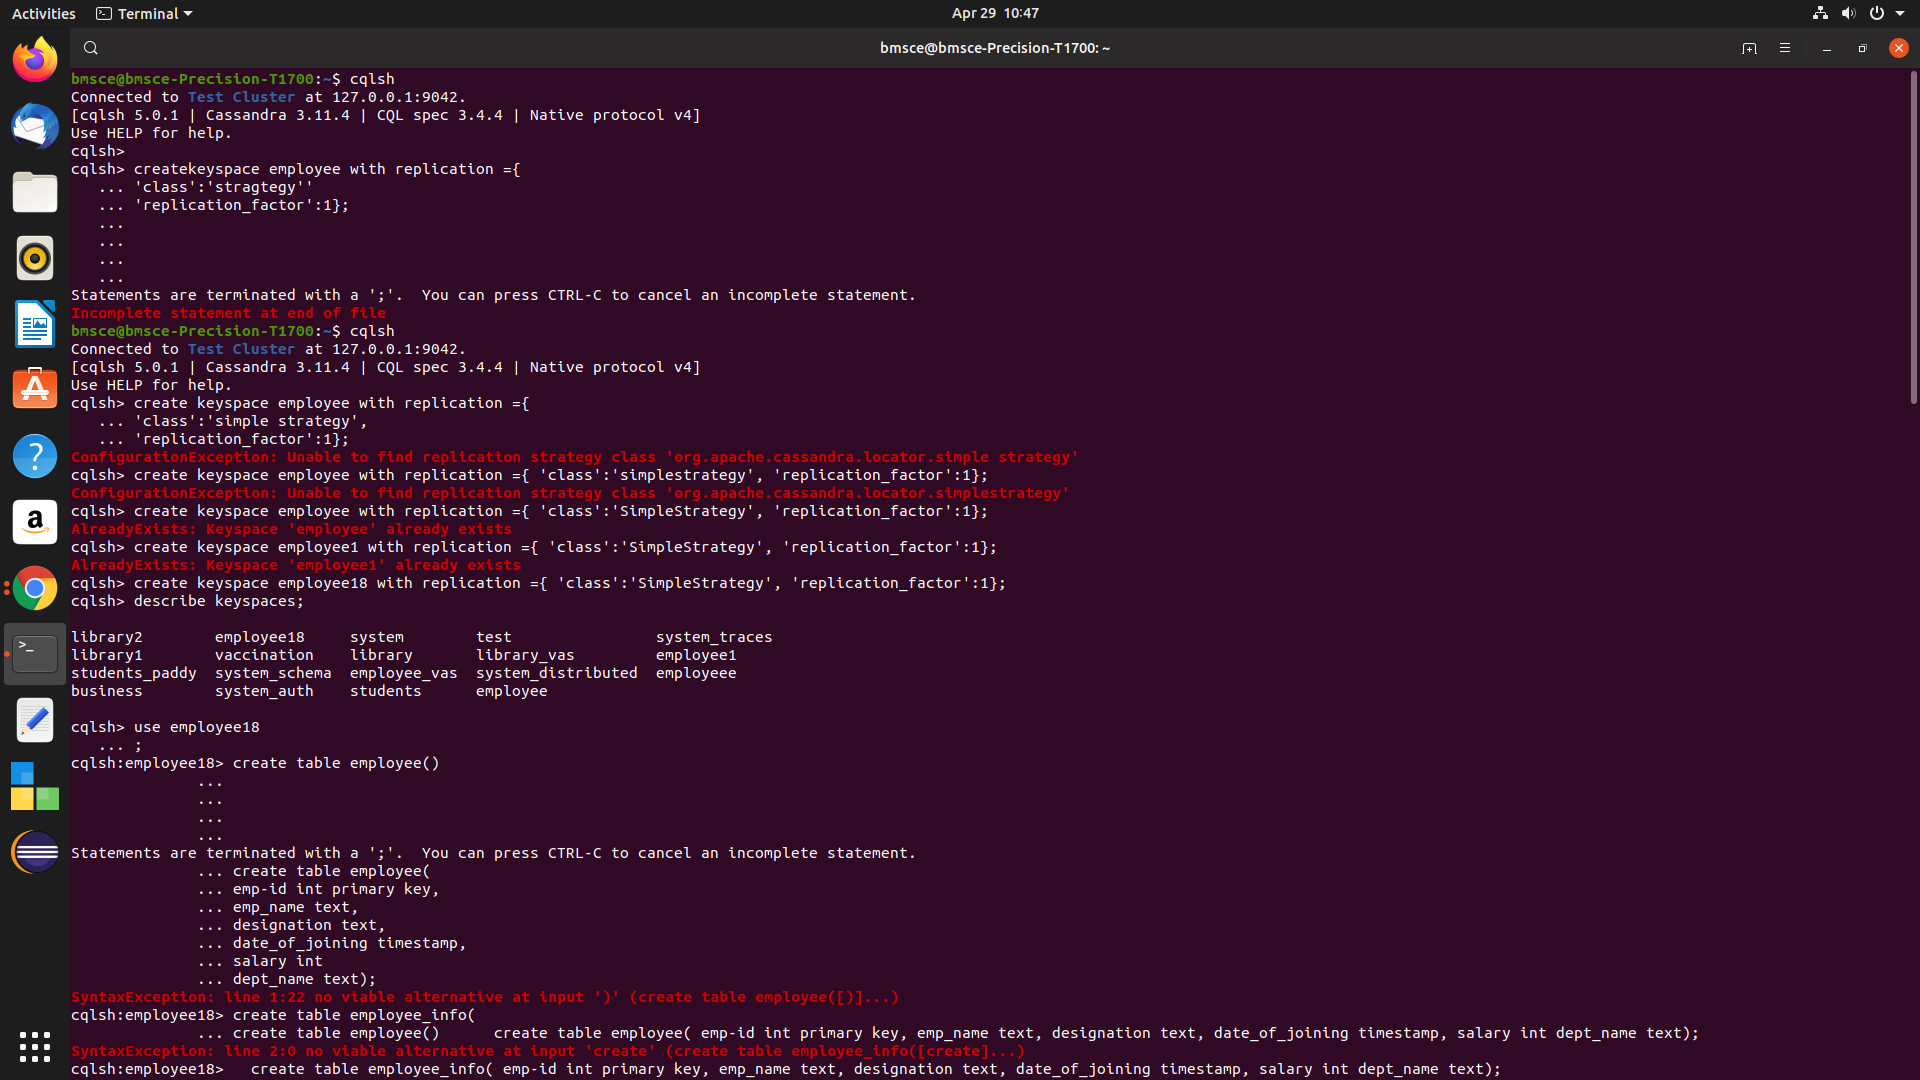 Activities Terminal Apr 29 10:47
bmsce@bmsce-Precision-T1700: ~
bmsce@bmsce-Precision-T1700:~$ cqlsh
Connected to Test Cluster at 127.0.0.1:9042.
[cqlsh 5.0.1 | Cassandra 3.11.4 | CQL spec 3.4.4 | Native protocol v4]
Use HELP for help.
cqlsh>
cqlsh> createkeyspace employee with replication ={
   ... 'class':'stragtegy''
   ... 'replication_factor':1};
   ...
   ...
   ...
   ...
Statements are terminated with a ';'.  You can press CTRL-C to cancel an incomplete statement.
Incomplete statement at end of file
bmsce@bmsce-Precision-T1700:~$ cqlsh
Connected to Test Cluster at 127.0.0.1:9042.
[cqlsh 5.0.1 | Cassandra 3.11.4 | CQL spec 3.4.4 | Native protocol v4]
Use HELP for help.
cqlsh> create keyspace employee with replication ={
   ... 'class':'simple strategy',
   ... 'replication_factor':1};
ConfigurationException: Unable to find replication strategy class 'org.apache.cassandra.locator.simple strategy'
cqlsh> create keyspace employee with replication ={ 'class':'simplestrategy', 'replication_factor':1};
ConfigurationException: Unable to find replication strategy class 'org.apache.cassandra.locator.simplestrategy'
cqlsh> create keyspace employee with replication ={ 'class':'SimpleStrategy', 'replication_factor':1};
AlreadyExists: Keyspace 'employee' already exists
cqlsh> create keyspace employee1 with replication ={ 'class':'SimpleStrategy', 'replication_factor':1};
AlreadyExists: Keyspace 'employee1' already exists
cqlsh> create keyspace employee18 with replication ={ 'class':'SimpleStrategy', 'replication_factor':1};
cqlsh> describe keyspaces;
library2        employee18     system        test                system_traces
library1        vaccination    library       library_vas         employee1
students_paddy  system_schema  employee_vas  system_distributed  employeee
business        system_auth    students      employee
cqlsh> use employee18
   ... ;
cqlsh:employee18> create table employee()
              ...
              ...
              ...
              ...
Statements are terminated with a ';'.  You can press CTRL-C to cancel an incomplete statement.
              ... create table employee(
              ... emp-id int primary key,
              ... emp_name text,
              ... designation text,
              ... date_of_joining timestamp,
              ... salary int
              ... dept_name text);
SyntaxException: line 1:22 no viable alternative at input ')' (create table employee([)]...)
cqlsh:employee18> create table employee_info(
              ... create table employee()      create table employee( emp-id int primary key, emp_name text, designation text, date_of_joining timestamp, salary int dept_name text);
SyntaxException: line 2:0 no viable alternative at input 'create' (create table employee_info([create]...)
cqlsh:employee18>   create table employee_info( emp-id int primary key, emp_name text, designation text, date_of_joining timestamp, salary int dept_name text);